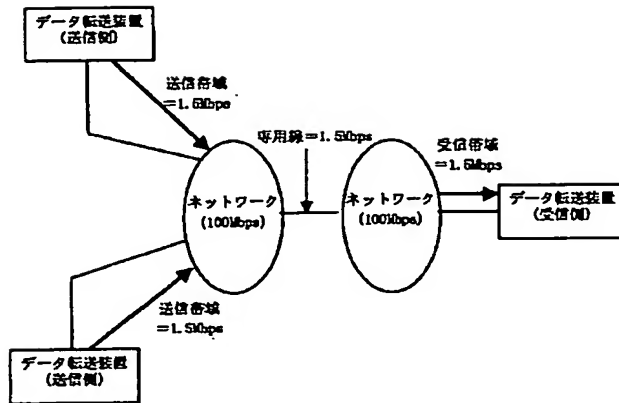 データ転送装置
(送信側)
送信帯域
=1.5Mbps
専用線=1.5Mbps
受信帯域
=1.5Mbps
ネットワーク
(100Mbps)
ネットワーク
(100Mbps)
データ転送装置
(受信側)
送信帯域
=1.5Mbps
データ転送装置
(送信側)